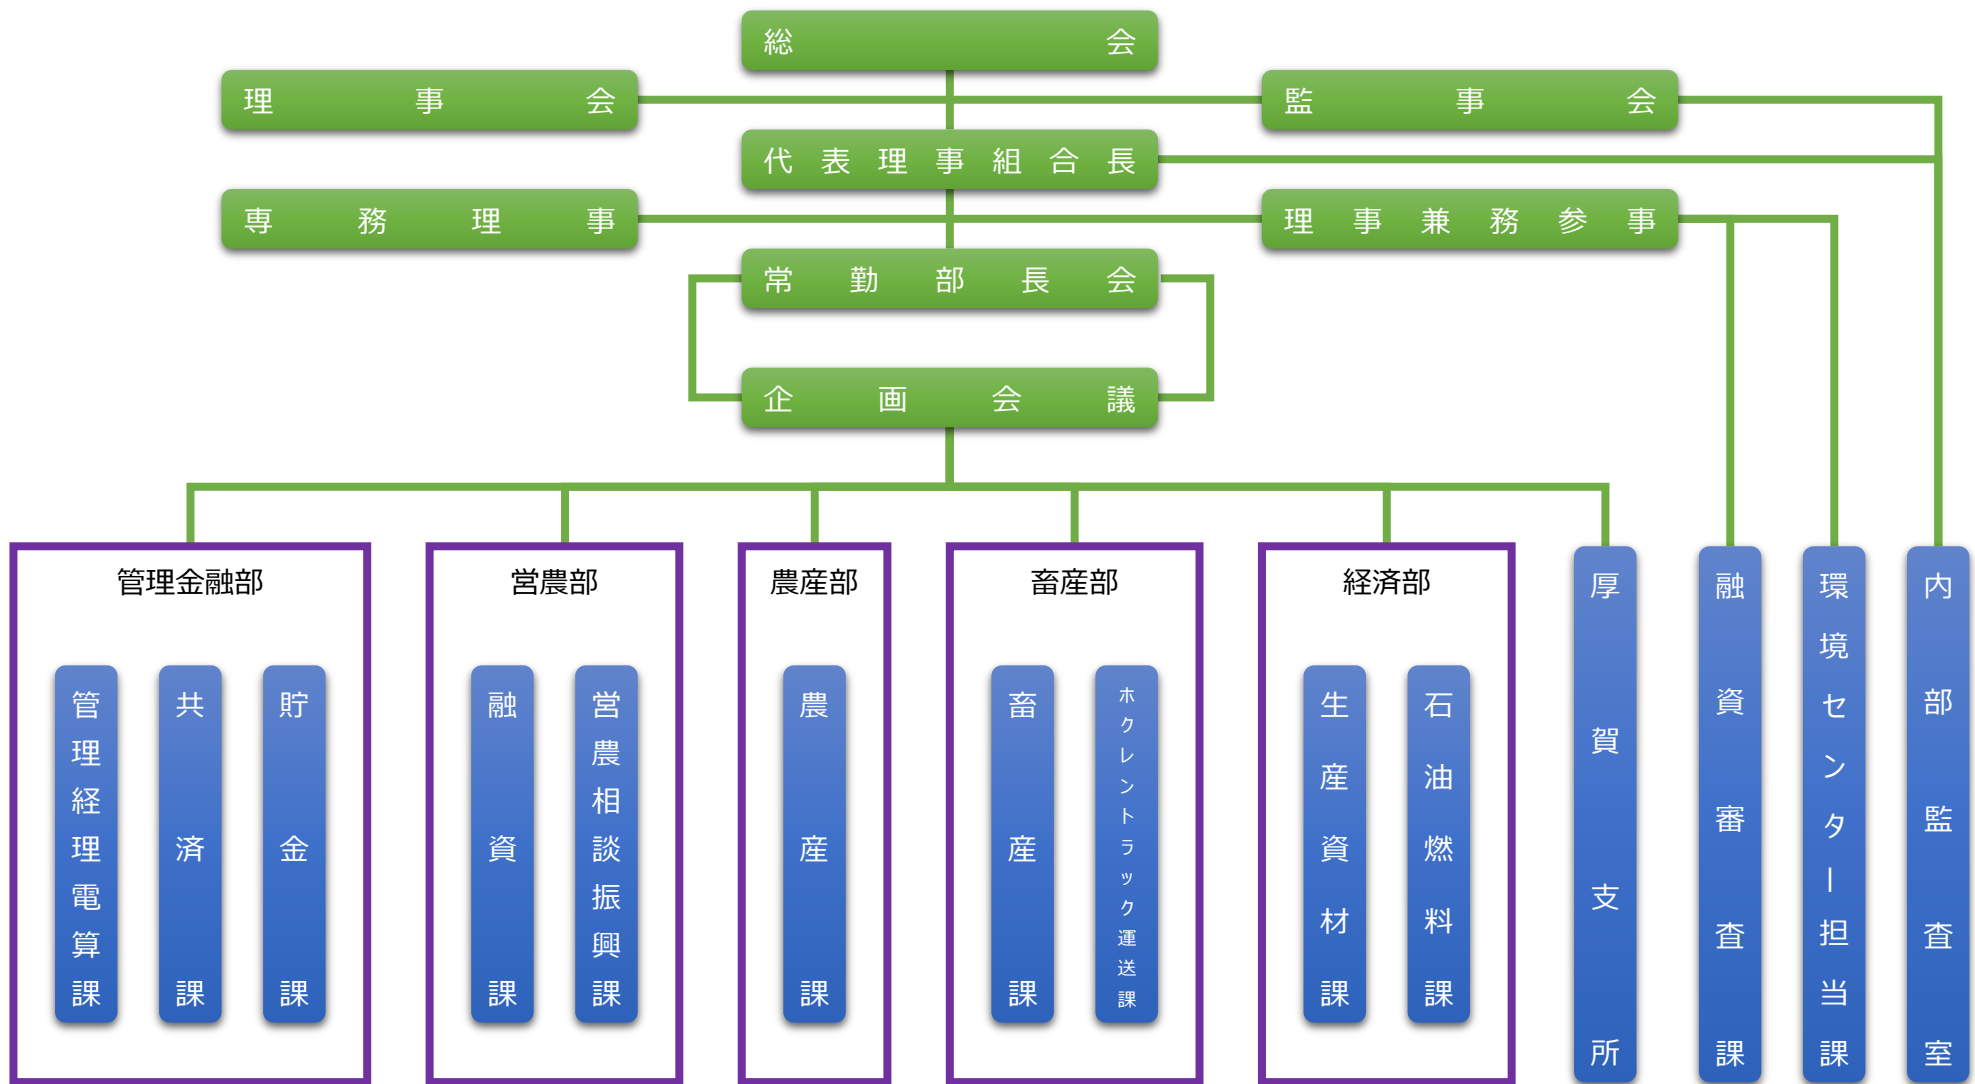 総会
理事会
監事会
代表理事組合長
専務理事
理事兼務参事
常勤部長会
企画会議
管理金融部
管理経理電算課
共済課
貯金課
営農部
融資課
営農相談振興課
農産部
農産課
畜産部
畜産課
ホクレントラック運送課
経済部
生産資材課
石油燃料課
厚賀支所
融資審査課
環境センター担当課
内部監査室